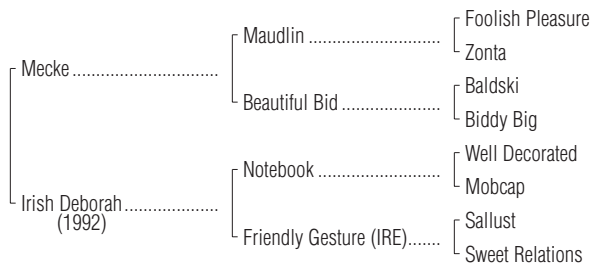 Foolish Pleasure
Maudlin ............................
Zonta
Mecke ...............................
Baldski
Beautiful Bid .....................
Biddy Big
Well Decorated
Notebook ..........................
Mobcap
Irish Deborah....................
(1992)
Sallust
Friendly Gesture (IRE).......
Sweet Relations